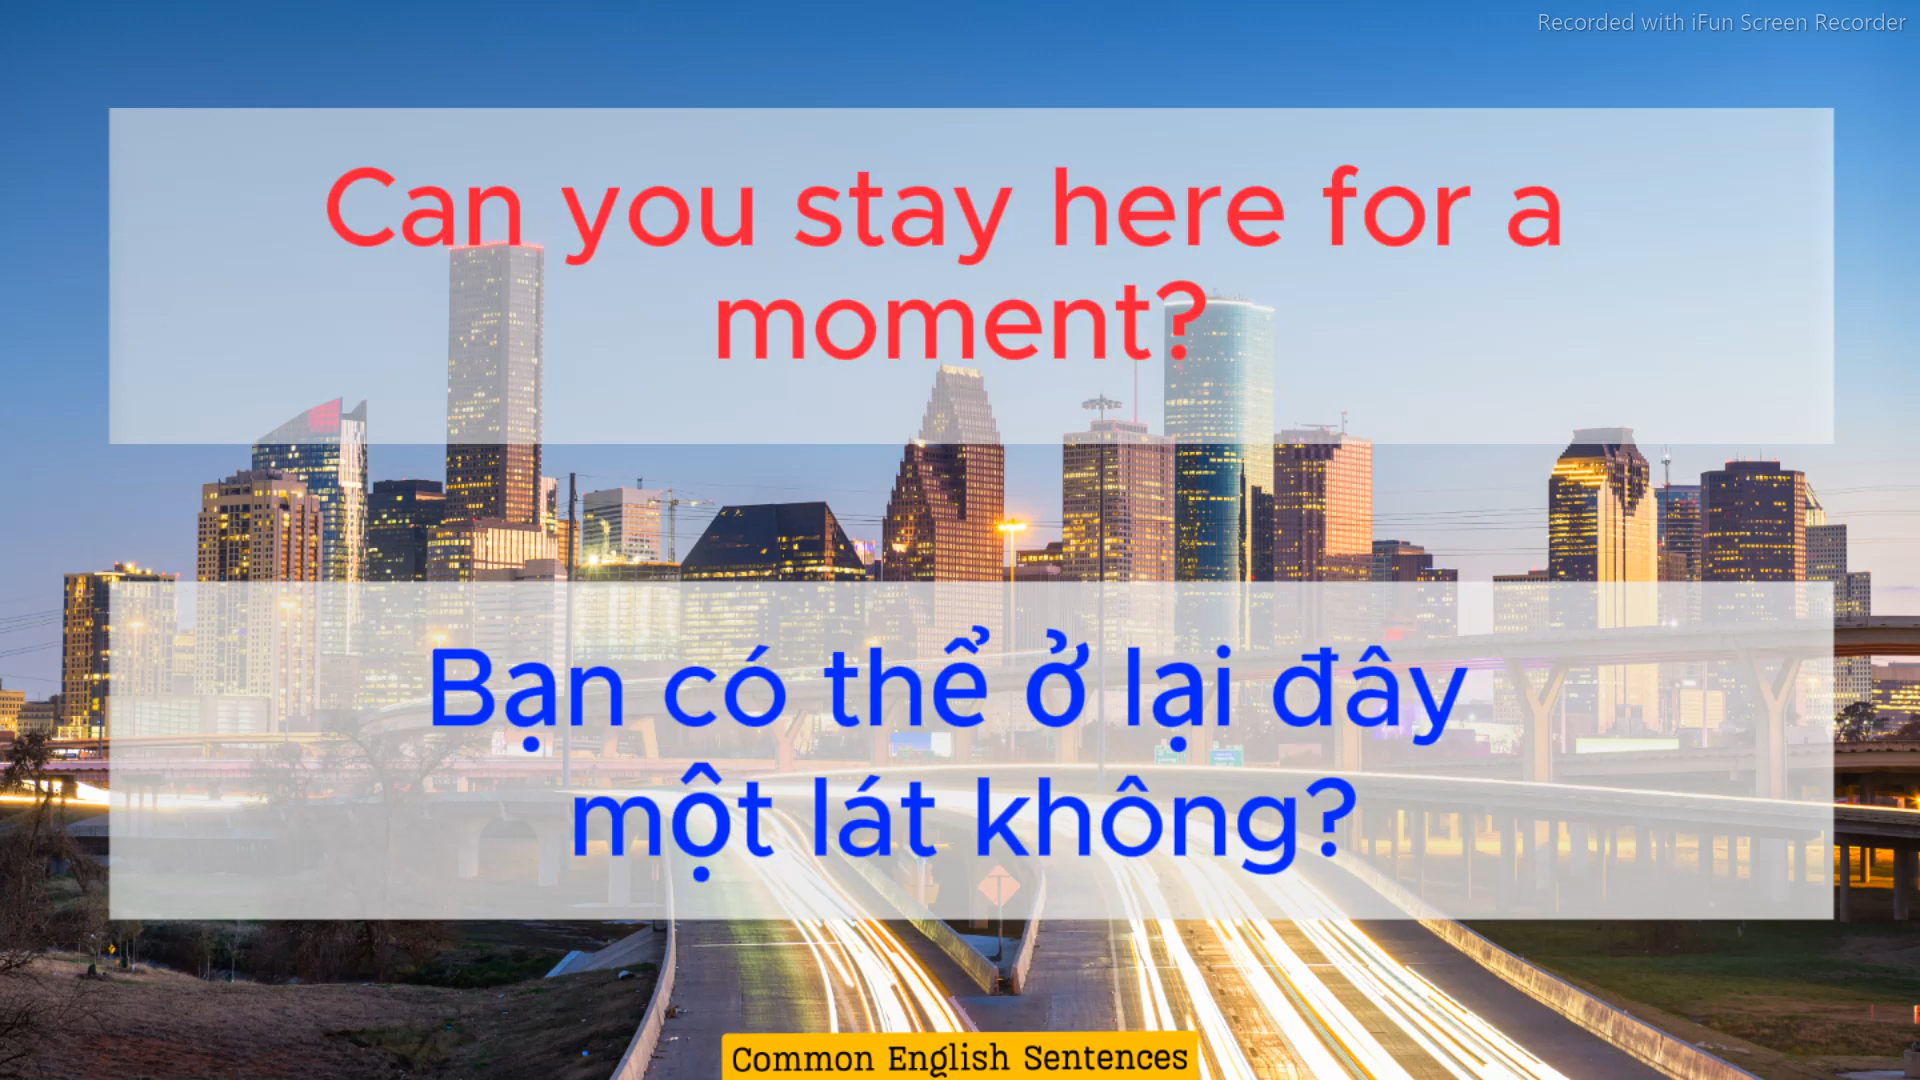 Recorded with iFun Screen Recorder
Can you stay here for a
moment?
Bạn có thể ở lại đây
một lát không?
Common English Sentences